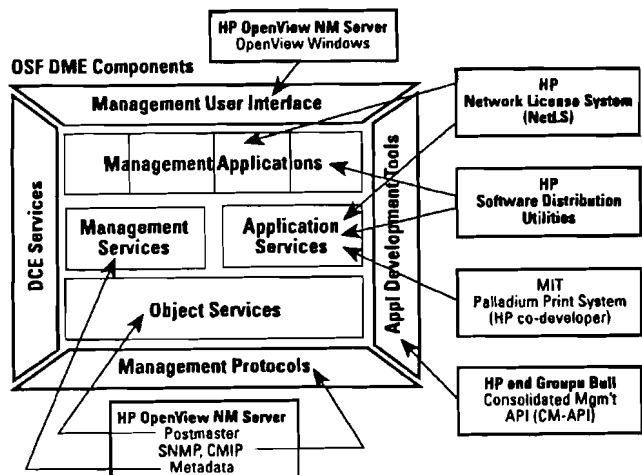 HP OpenView NM Server
OpenView Windows
OSF DME Components
Management User Interface
HP
Network License System
(NetLS)
Management Applications
HP
Software Distribution
Utilities
DCE Services
Management
Services
Application
Services
Appl Development Tools
MIT
Palladium Print System
(HP co-developer)
Object Services
Management Protocols
HP and Groupe Bull
Consolidated Mgm't
API (CM-API)
HP OpenView NM Server
Postmaster
SNMP, CMIP
Metadata